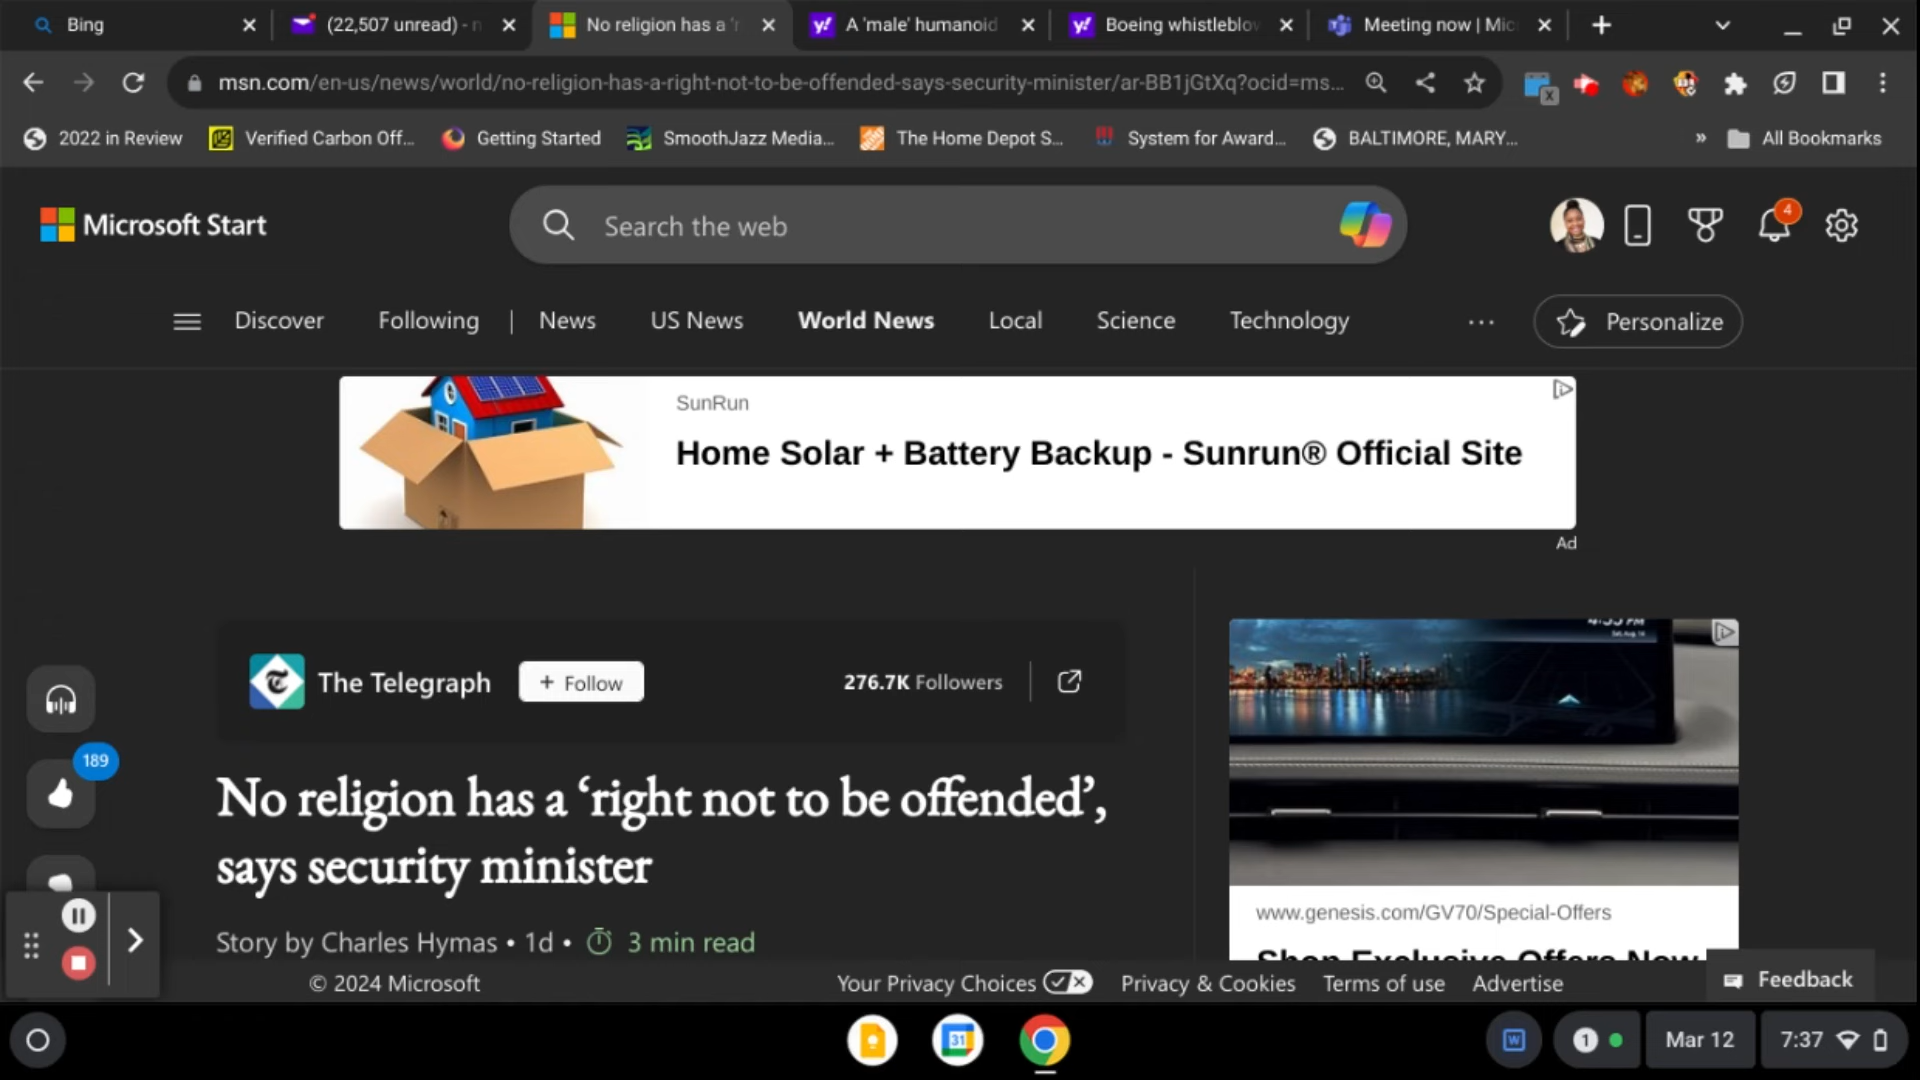 Bing
(22,507 unread) -
No religion has a 'r
A 'male' humanoid
Boeing whistleblow
Meeting now | Mic
msn.com/en-us/news/world/no-religion-has-a-right-not-to-be-offended-says-security-minister/ar-BB1jGtXq?ocid=ms...
2022 in Review
Verified Carbon Off...
Getting Started
SmoothJazz Media...
The Home Depot S...
System for Award...
BALTIMORE, MARY...
»
All Bookmarks
Microsoft Start
Search the web
4
Discover
Following
News
US News
World News
Local
Science
Technology
...
Personalize
SunRun
Home Solar + Battery Backup - Sunrun® Official Site
Ad
The Telegraph
+ Follow
276.7K Followers
189
No religion has a ‘right not to be offended’,
says security minister
Story by Charles Hymas • 1d •
3 min read
www.genesis.com/GV70/Special-Offers
Shop Exclusive Offers Now
© 2024 Microsoft
Your Privacy Choices
Privacy & Cookies
Terms of use
Advertise
Feedback
31
W
1
Mar 12
7:37